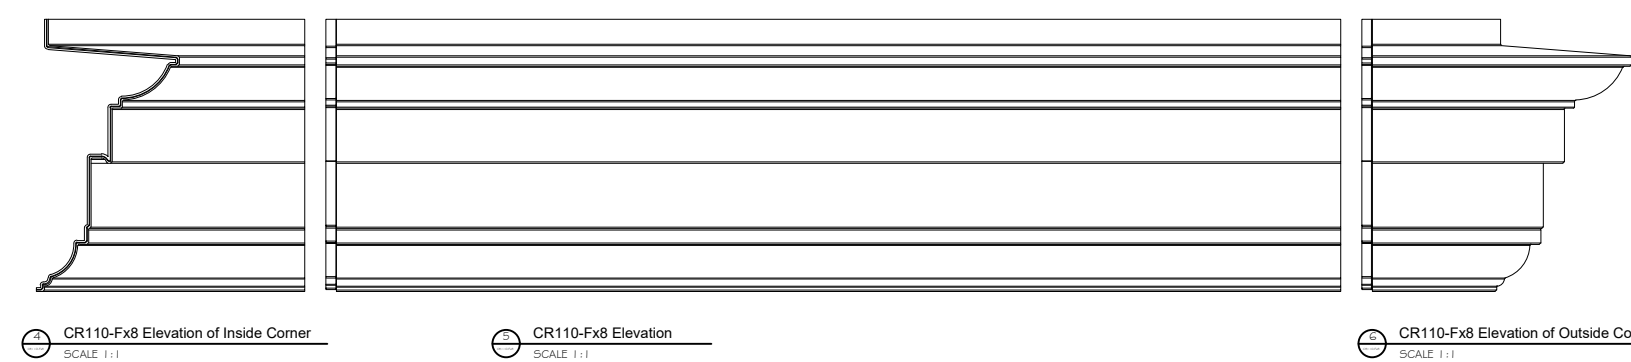 4 CR110-Fx8 Elevation of Inside Corner
SCALE 1:1
5 CR110-Fx8 Elevation
SCALE 1:1
6 CR110-Fx8 Elevation of Outside Co
SCALE 1:1